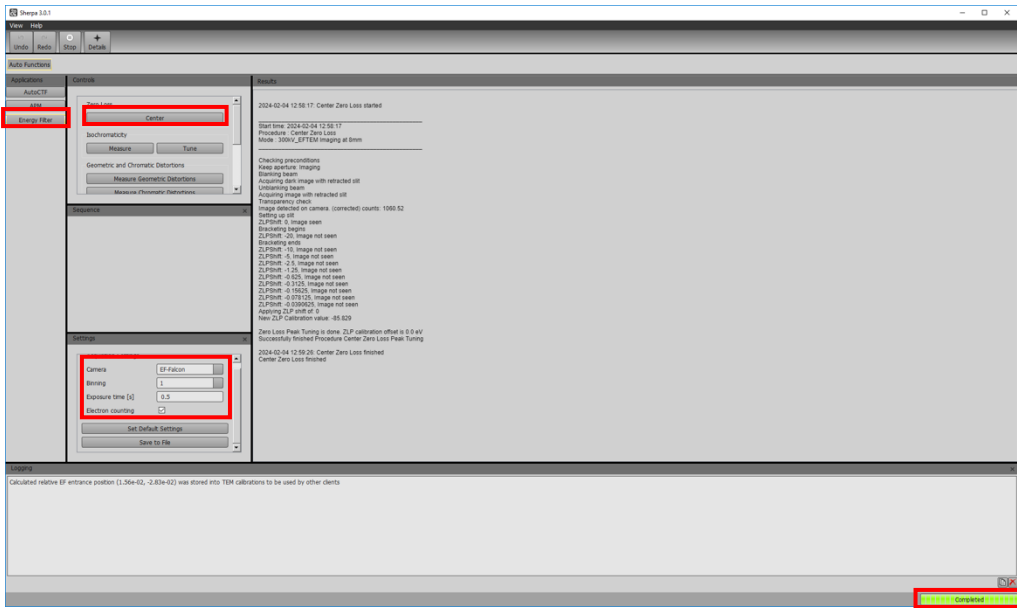 Sherpa 3.0.1
View Help
Undo Redo Stop Details
Auto Functions
Applications
AutoCTF
AFM
Energy Filter
Controls
Zero Loss
Center
Isochromaticity
Measure Tune
Geometric and Chromatic Distortions
Measure Geometric Distortions
Measure Chromatic Distortions
Sequence
Settings
Camera EF-Falcon
Binning 1
Exposure time [s] 0.5
Electron counting
Set Default Settings
Save to File
Results
2024-02-04 12:58:17: Center Zero Loss started
Start time: 2024-02-04 12:58:17
Procedure : Center Zero Loss
Mode : 300kV_EFTEM Imaging at 8mm
Checking preconditions
Keep aperture: Imaging
Blanking beam
Acquiring dark image with retracted slit
Unblanking beam
Acquiring image with retracted slit
Transparency check
Image detected on camera, (corrected) counts: 1860.52
Setting up slit
ZLPShift: 0, Image seen
Bracketing begins
ZLPShift: -20, Image not seen
Bracketing ends
ZLPShift: -10, Image not seen
ZLPShift: -5, Image not seen
ZLPShift: -2.5, Image not seen
ZLPShift: -1.25, Image not seen
ZLPShift: -0.625, Image not seen
ZLPShift: -0.3125, Image not seen
ZLPShift: -0.15625, Image not seen
ZLPShift: -0.078125, Image not seen
ZLPShift: -0.0390625, Image not seen
Applying ZLP shift of: 0
New ZLP Calibration value: -85.829
Zero Loss Peak Tuning is done. ZLP calibration offset is 0.0 eV
Successfully finished Procedure Center Zero Loss Peak Tuning
2024-02-04 12:59:26: Center Zero Loss finished
Center Zero Loss finished
Logging
Calculated relative EF entrance position (1.56e-02, -2.83e-02) was stored into TEM calibrations to be used by other clients
Completed